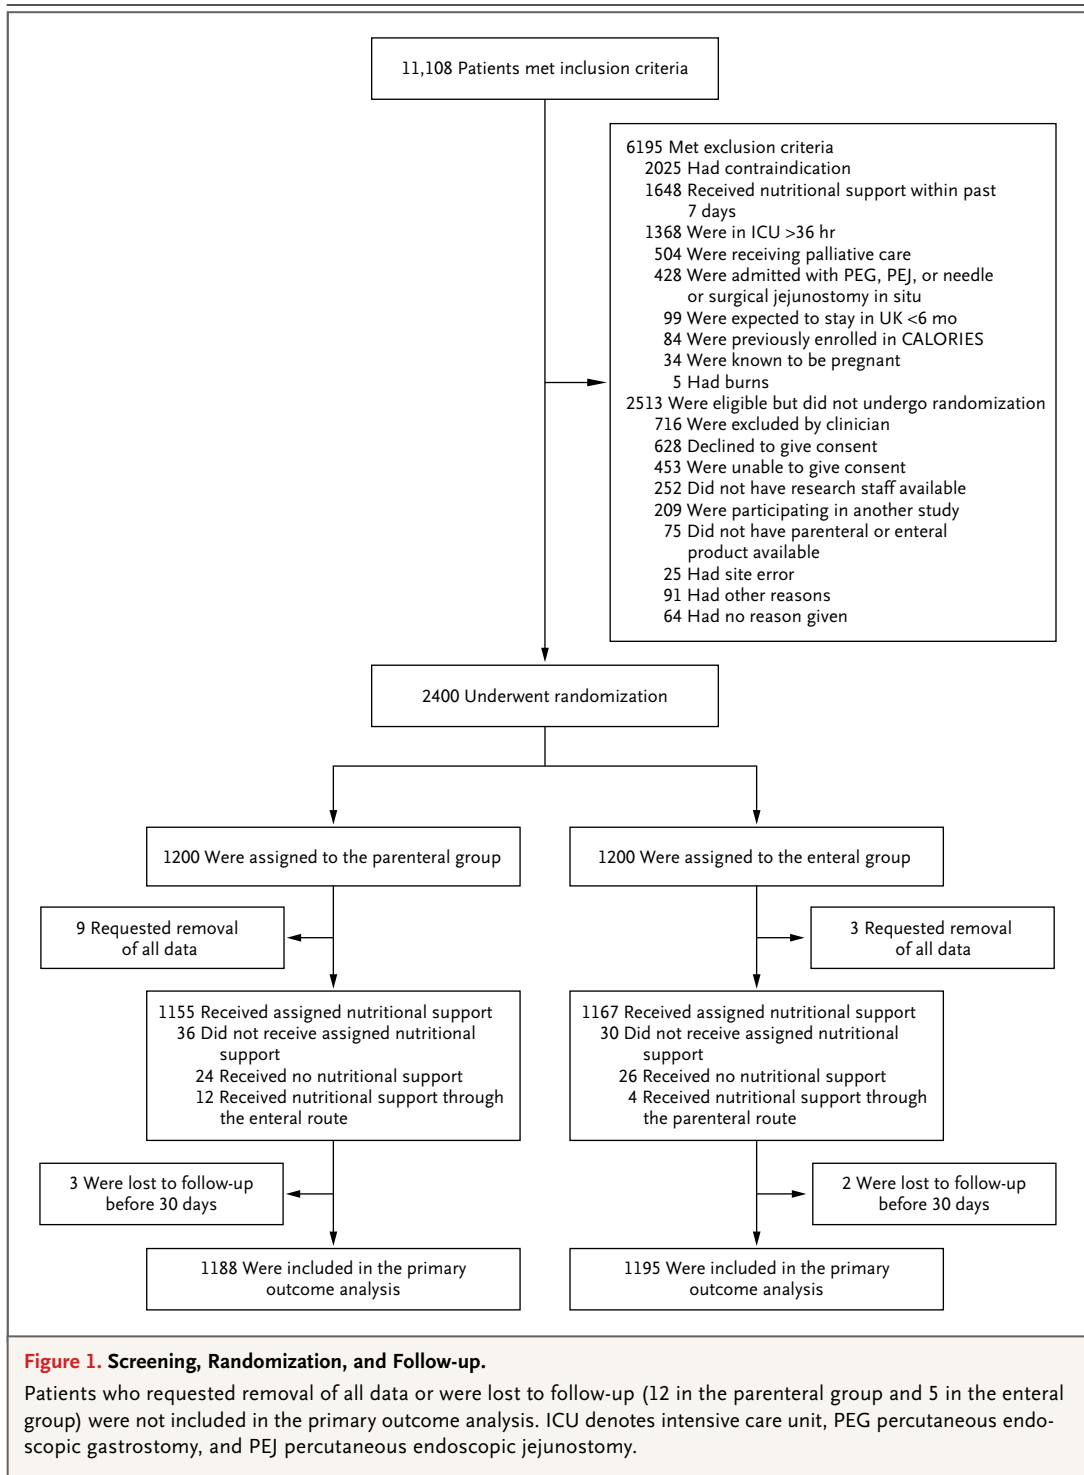 11,108 Patients met inclusion criteria
6195 Met exclusion criteria
2025 Had contraindication
1648 Received nutritional support within past
7 days
1368 Were in ICU >36 hr
504 Were receiving palliative care
428 Were admitted with PEG, PEJ, or needle
or surgical jejunostomy in situ
99 Were expected to stay in UK <6 mo
84 Were previously enrolled in CALORIES
34 Were known to be pregnant
5 Had burns
2513 Were eligible but did not undergo randomization
716 Were excluded by clinician
628 Declined to give consent
453 Were unable to give consent
252 Did not have research staff available
209 Were participating in another study
75 Did not have parenteral or enteral
product available
25 Had site error
91 Had other reasons
64 Had no reason given
2400 Underwent randomization
1200 Were assigned to the parenteral group
1200 Were assigned to the enteral group
9 Requested removal
of all data
3 Requested removal
of all data
1155 Received assigned nutritional support
36 Did not receive assigned nutritional
support
24 Received no nutritional support
12 Received nutritional support through
the enteral route
1167 Received assigned nutritional support
30 Did not receive assigned nutritional
support
26 Received no nutritional support
4 Received nutritional support through
the parenteral route
3 Were lost to follow-up
before 30 days
2 Were lost to follow-up
before 30 days
1188 Were included in the primary
outcome analysis
1195 Were included in the primary
outcome analysis
Figure 1. Screening, Randomization, and Follow-up.
Patients who requested removal of all data or were lost to follow-up (12 in the parenteral group and 5 in the enteral
group) were not included in the primary outcome analysis. ICU denotes intensive care unit, PEG percutaneous endo-
scopic gastrostomy, and PEJ percutaneous endoscopic jejunostomy.